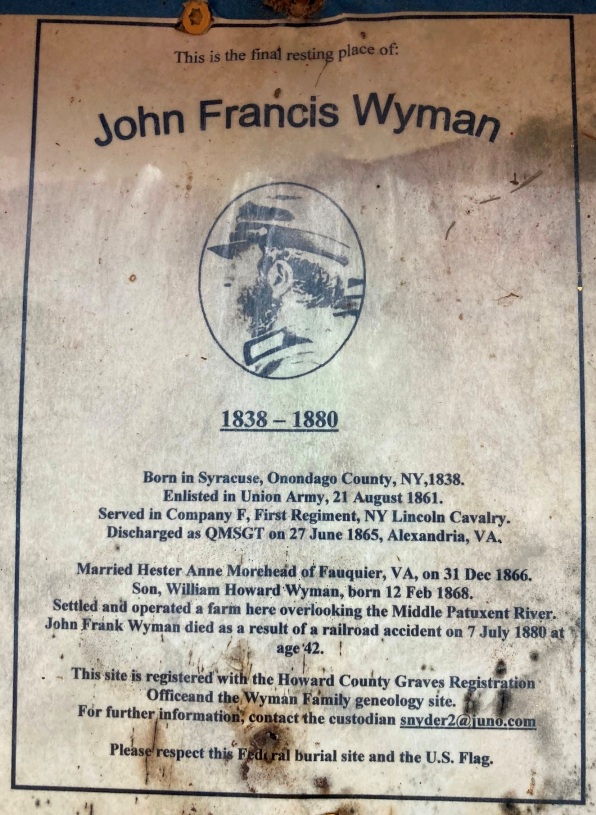 This is the final resting place of:
John Francis Wyman
1838 – 1880
Born in Syracuse, Onondago County, NY,1838.
Enlisted in Union Army, 21 August 1861.
Served in Company F, First Regiment, NY Lincoln Cavalry.
Discharged as QMSGT on 27 June 1865, Alexandria, VA.
Married Hester Anne Morehead of Fauquier, VA, on 31 Dec 1866.
Son, William Howard Wyman, born 12 Feb 1868.
Settled and operated a farm here overlooking the Middle Patuxent River.
John Frank Wyman died as a result of a railroad accident on 7 July 1880 at
age 42.
This site is registered with the Howard County Graves Registration
Officeand the Wyman Family geneology site.
For further information, contact the custodian snyder2@juno.com
Please respect this Federal burial site and the U.S. Flag.